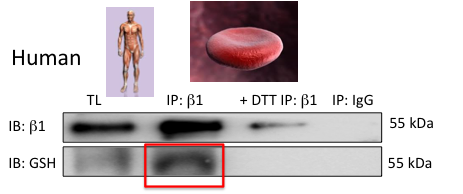 Human
TL IP: β1 + DTT IP: β1 IP: IgG
IB: β1 55 kDa
IB: GSH 55 kDa